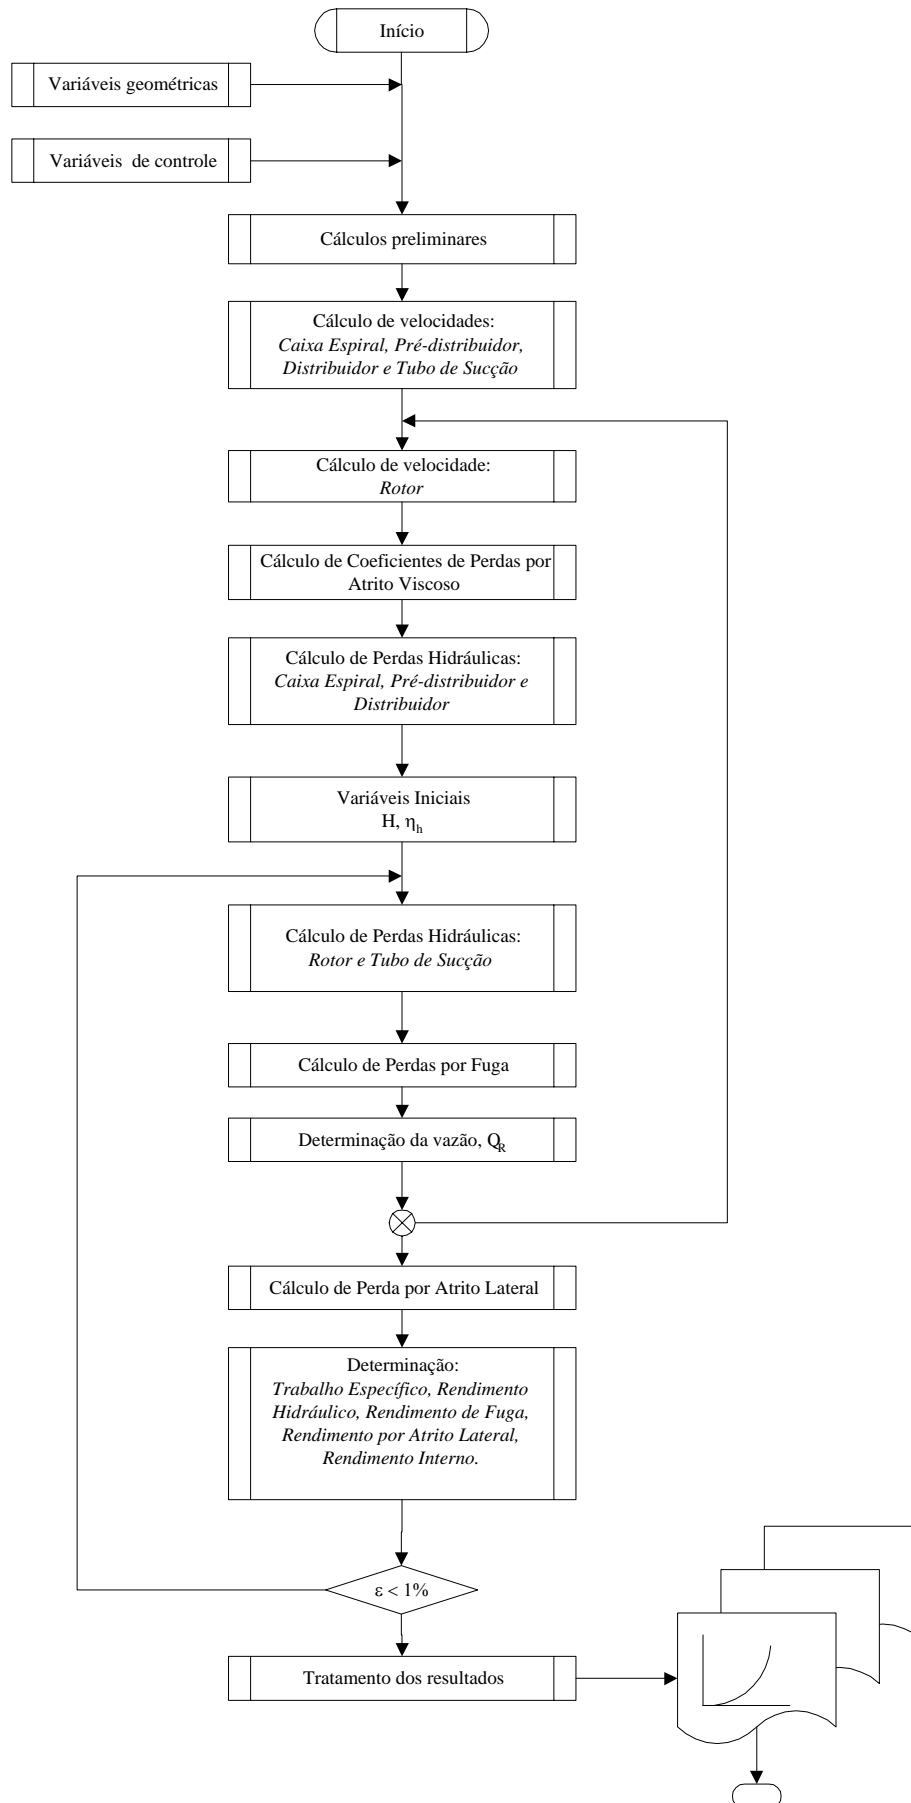 Início
Variáveis geométricas
Variáveis de controle
Cálculos preliminares
Cálculo de velocidades:
Caixa Espiral, Pré-distribuidor,
Distribuidor e Tubo de Sucção
Cálculo de velocidade:
Rotor
Cálculo de Coeficientes de Perdas por
Atrito Viscoso
Cálculo de Perdas Hidráulicas:
Caixa Espiral, Pré-distribuidor e
Distribuidor
Variáveis Iniciais
H, ηh
Cálculo de Perdas Hidráulicas:
Rotor e Tubo de Sucção
Cálculo de Perdas por Fuga
Determinação da vazão, QR
Cálculo de Perda por Atrito Lateral
Determinação:
Trabalho Específico, Rendimento
Hidráulico, Rendimento de Fuga,
Rendimento por Atrito Lateral,
Rendimento Interno.
ε < 1%
Tratamento dos resultados